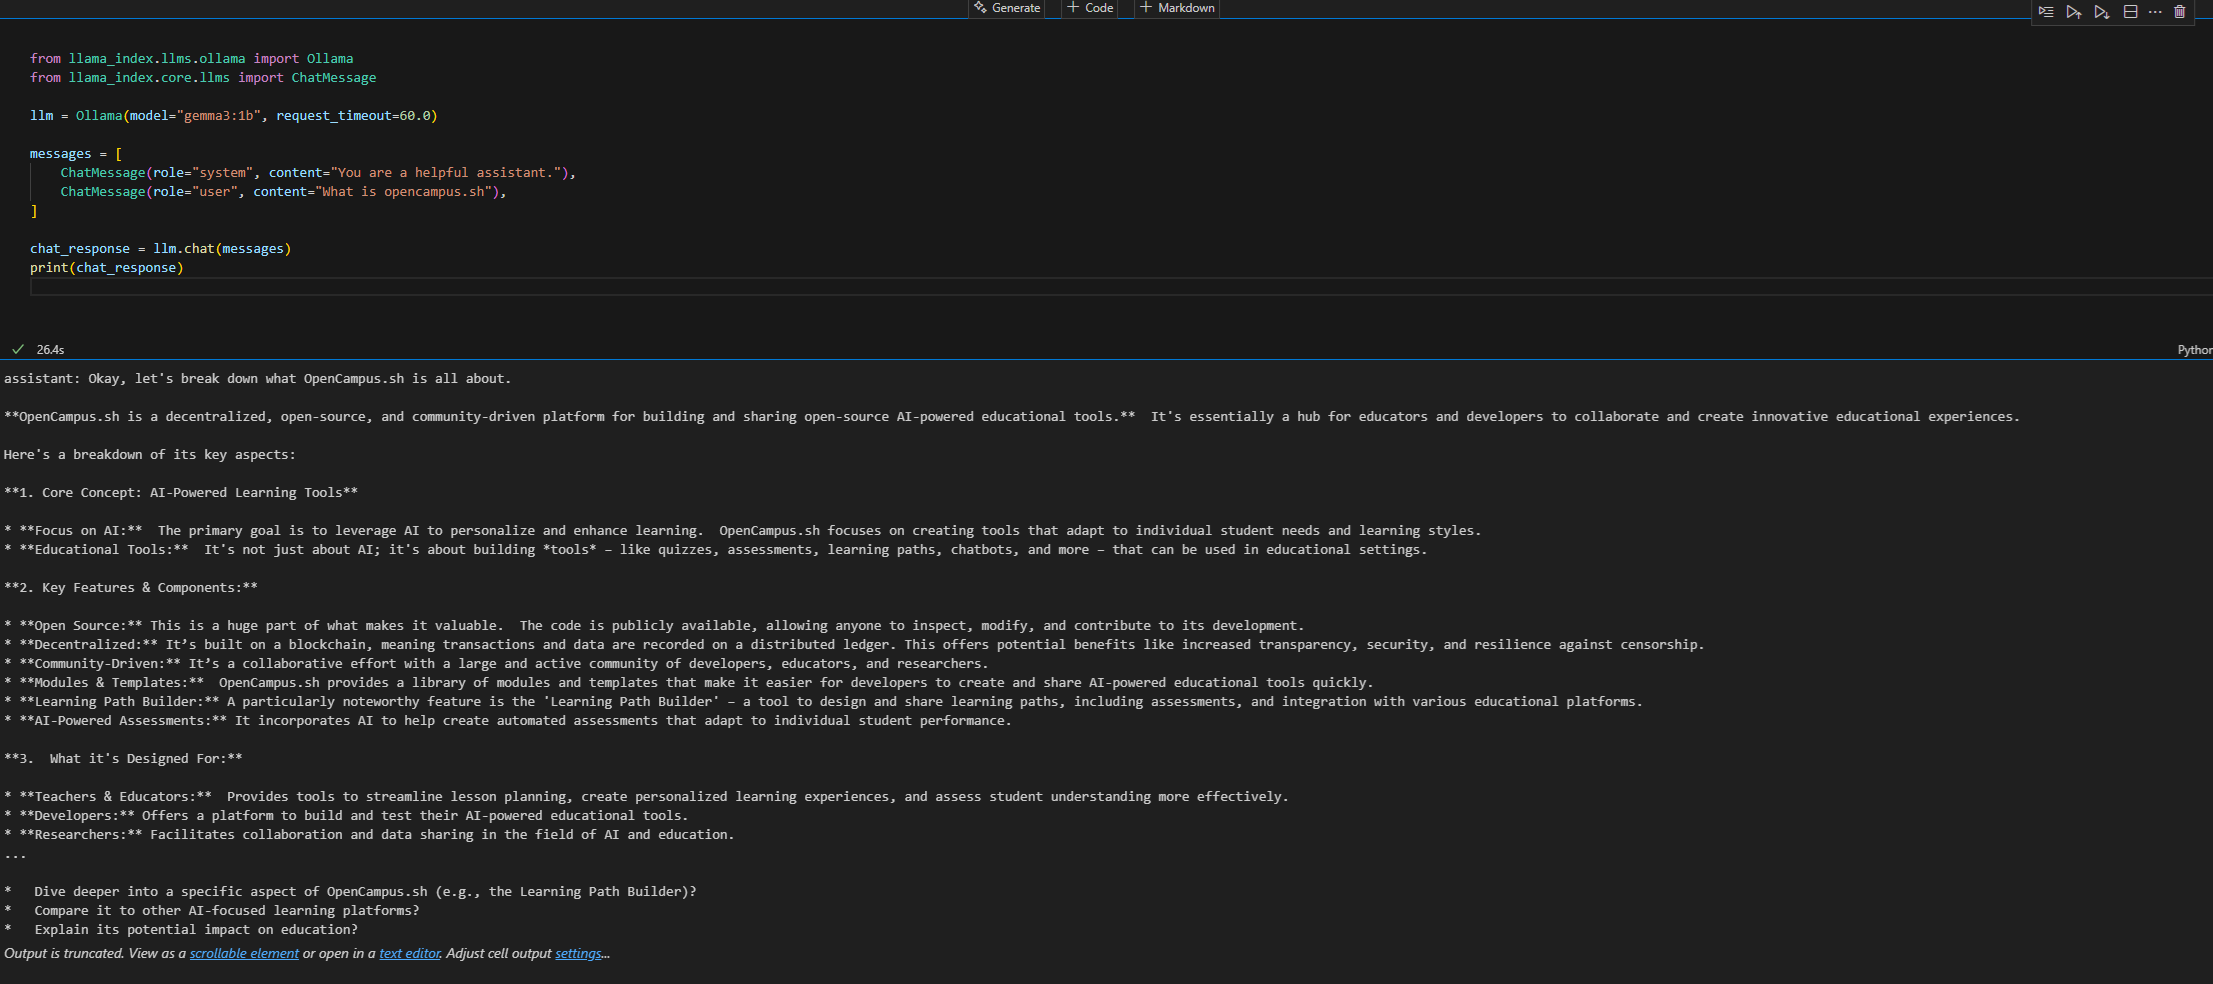 Generate + Code + Markdown
from llama_index.llms.ollama import Ollama
from llama_index.core.llms import ChatMessage
llm = Ollama(model="gemma3:1b", request_timeout=60.0)
messages = [
    ChatMessage(role="system", content="You are a helpful assistant."),
    ChatMessage(role="user", content="What is opencampus.sh"),
]
chat_response = llm.chat(messages)
print(chat_response)
26.4s
Python
assistant: Okay, let's break down what OpenCampus.sh is all about.
**OpenCampus.sh is a decentralized, open-source, and community-driven platform for building and sharing open-source AI-powered educational tools.**  It's essentially a hub for educators and developers to collaborate and create innovative educational experiences.
Here's a breakdown of its key aspects:
**1. Core Concept: AI-Powered Learning Tools**
* **Focus on AI:**  The primary goal is to leverage AI to personalize and enhance learning.  OpenCampus.sh focuses on creating tools that adapt to individual student needs and learning styles.
* **Educational Tools:**  It's not just about AI; it's about building *tools* – like quizzes, assessments, learning paths, chatbots, and more – that can be used in educational settings.
**2. Key Features & Components:**
* **Open Source:** This is a huge part of what makes it valuable.  The code is publicly available, allowing anyone to inspect, modify, and contribute to its development.
* **Decentralized:** It’s built on a blockchain, meaning transactions and data are recorded on a distributed ledger. This offers potential benefits like increased transparency, security, and resilience against censorship.
* **Community-Driven:** It’s a collaborative effort with a large and active community of developers, educators, and researchers.
* **Modules & Templates:**  OpenCampus.sh provides a library of modules and templates that make it easier for developers to create and share AI-powered educational tools quickly.
* **Learning Path Builder:** A particularly noteworthy feature is the 'Learning Path Builder' – a tool to design and share learning paths, including assessments, and integration with various educational platforms.
* **AI-Powered Assessments:** It incorporates AI to help create automated assessments that adapt to individual student performance.
**3.  What it's Designed For:**
* **Teachers & Educators:**  Provides tools to streamline lesson planning, create personalized learning experiences, and assess student understanding more effectively.
* **Developers:** Offers a platform to build and test their AI-powered educational tools.
* **Researchers:** Facilitates collaboration and data sharing in the field of AI and education.
...
*   Dive deeper into a specific aspect of OpenCampus.sh (e.g., the Learning Path Builder)?
*   Compare it to other AI-focused learning platforms?
*   Explain its potential impact on education?
Output is truncated. View as a scrollable element or open in a text editor. Adjust cell output settings...